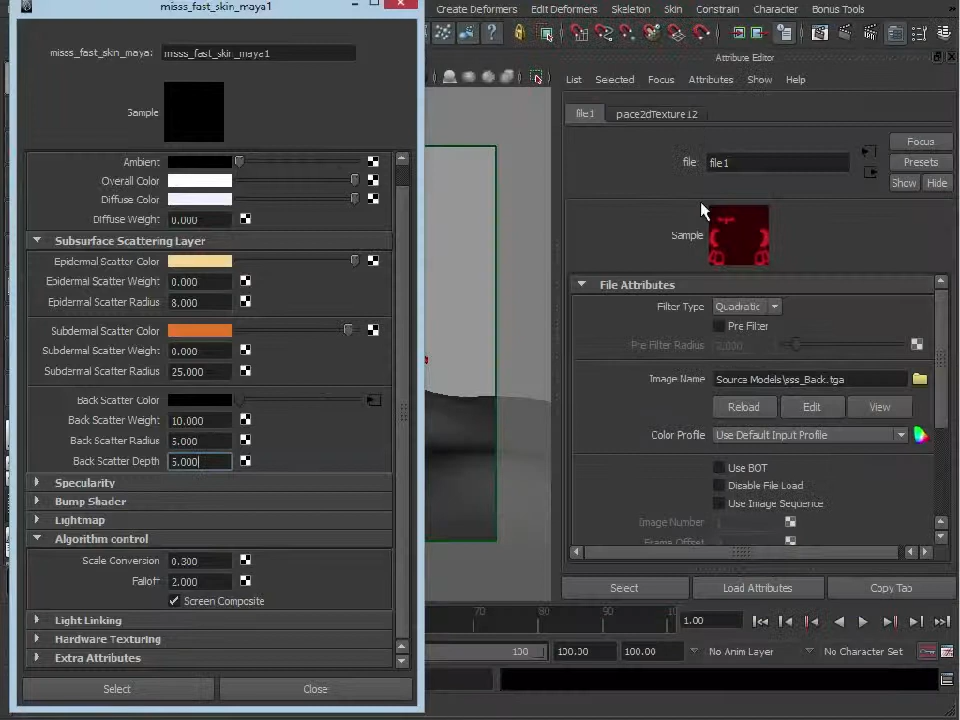 misss_fast_skin_maya1
misss_fast_skin_maya: misss_fast_skin_maya1
Sample
Ambient
Overall Color
Diffuse Color
Diffuse Weight 0.000
Subsurface Scattering Layer
Epidermal Scatter Color
Epidermal Scatter Weight 0.000
Epidermal Scatter Radius 8.000
Subdermal Scatter Color
Subdermal Scatter Weight 0.000
Subdermal Scatter Radius 25.000
Back Scatter Color
Back Scatter Weight 10.000
Back Scatter Radius 5.000
Back Scatter Depth 5.000
Specularity
Bump Shader
Lightmap
Algorithm control
Scale Conversion 0.300
Falloff 2.000
Screen Composite
Light Linking
Hardware Texturing
Extra Attributes
Select Close
Create Deformers Edit Deformers Skeleton Skin Constrain Character Bonus Tools
Attribute Editor
List Selected Focus Attributes Show Help
file1 pace2dTexture12
Focus
file: file1 Presets
Show Hide
Sample
File Attributes
Filter Type Quadratic
Pre Filter
Pre Filter Radius 2.000
Image Name Source Models\sss_Back.tga
Reload Edit View
Color Profile Use Default Input Profile
Use BOT
Disable File Load
Use Image Sequence
Image Number 1
Frame Offset
Select Load Attributes Copy Tab
70 80 90 1.00
100 100.00 100.00 No Anim Layer No Character Set